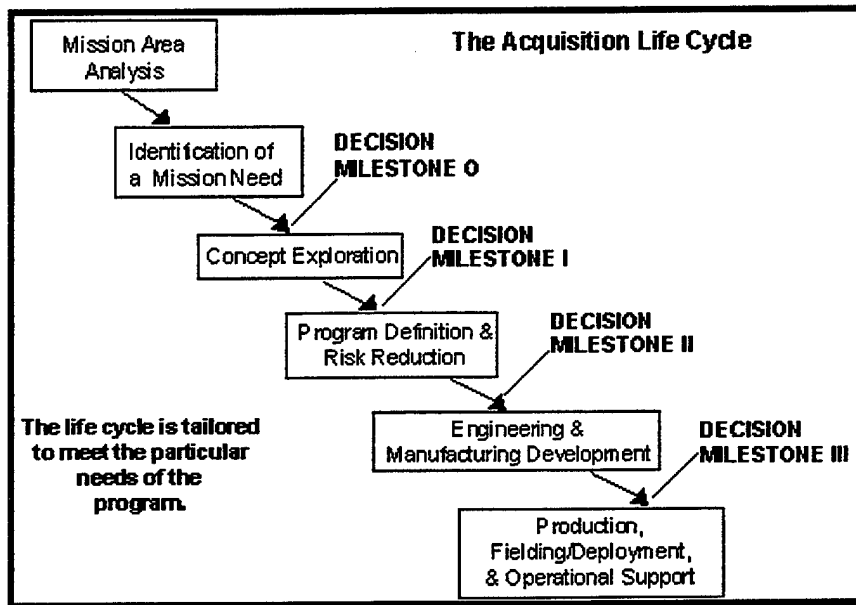 The Acquisition Life Cycle
Mission Area
Analysis
Identification of
a Mission Need
DECISION
MILESTONE O
Concept Exploration
DECISION
MILESTONE I
Program Definition &
Risk Reduction
DECISION
MILESTONE II
Engineering &
Manufacturing Development
DECISION
MILESTONE III
Production,
Fielding/Deployment,
& Operational Support
The life cycle is tailored
to meet the particular
needs of the
program.